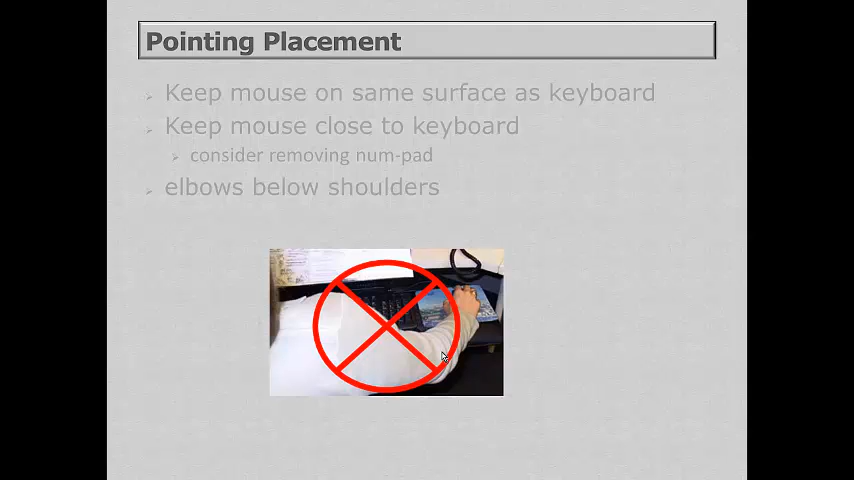 Pointing Placement
Keep mouse on same surface as keyboard
Keep mouse close to keyboard
consider removing num-pad
elbows below shoulders